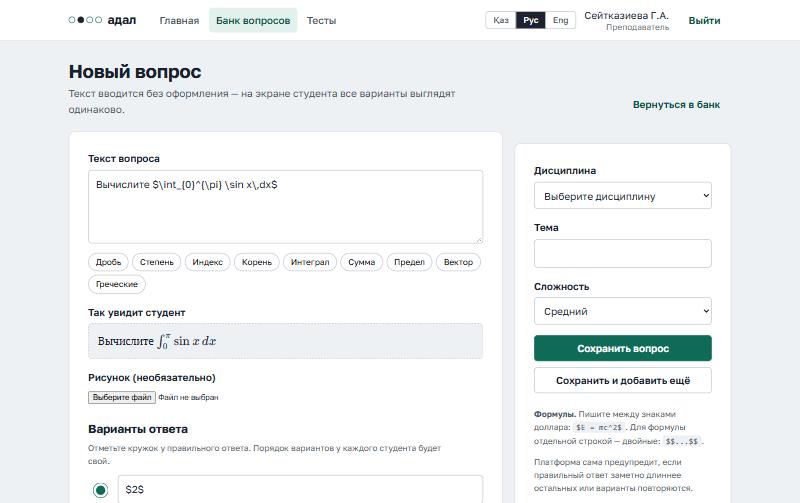 адал
Главная
Банк вопросов
Тесты
Қаз
Рус
Eng
Сейтказиева Г.А.
Преподаватель
Выйти
Новый вопрос
Текст вводится без оформления — на экране студента все варианты выглядят
одинаково.
Вернуться в банк
Текст вопроса
Вычислите $\int_{0}^{\pi} \sin x\,dx$
Дробь
Степень
Индекс
Корень
Интеграл
Сумма
Предел
Вектор
Греческие
Так увидит студент
Вычислите ∫₀^π sin x dx
Рисунок (необязательно)
Выберите файл Файл не выбран
Варианты ответа
Отметьте кружок у правильного ответа. Порядок вариантов у каждого студента будет
свой.
$2$
Дисциплина
Выберите дисциплину
Тема
Сложность
Средний
Сохранить вопрос
Сохранить и добавить ещё
Формулы. Пишите между знаками
доллара: $E = mc^2$. Для формулы
отдельной строкой — двойные: $$...$$.
Платформа сама предупредит, если
правильный ответ заметно длиннее
остальных или варианты повторяются.